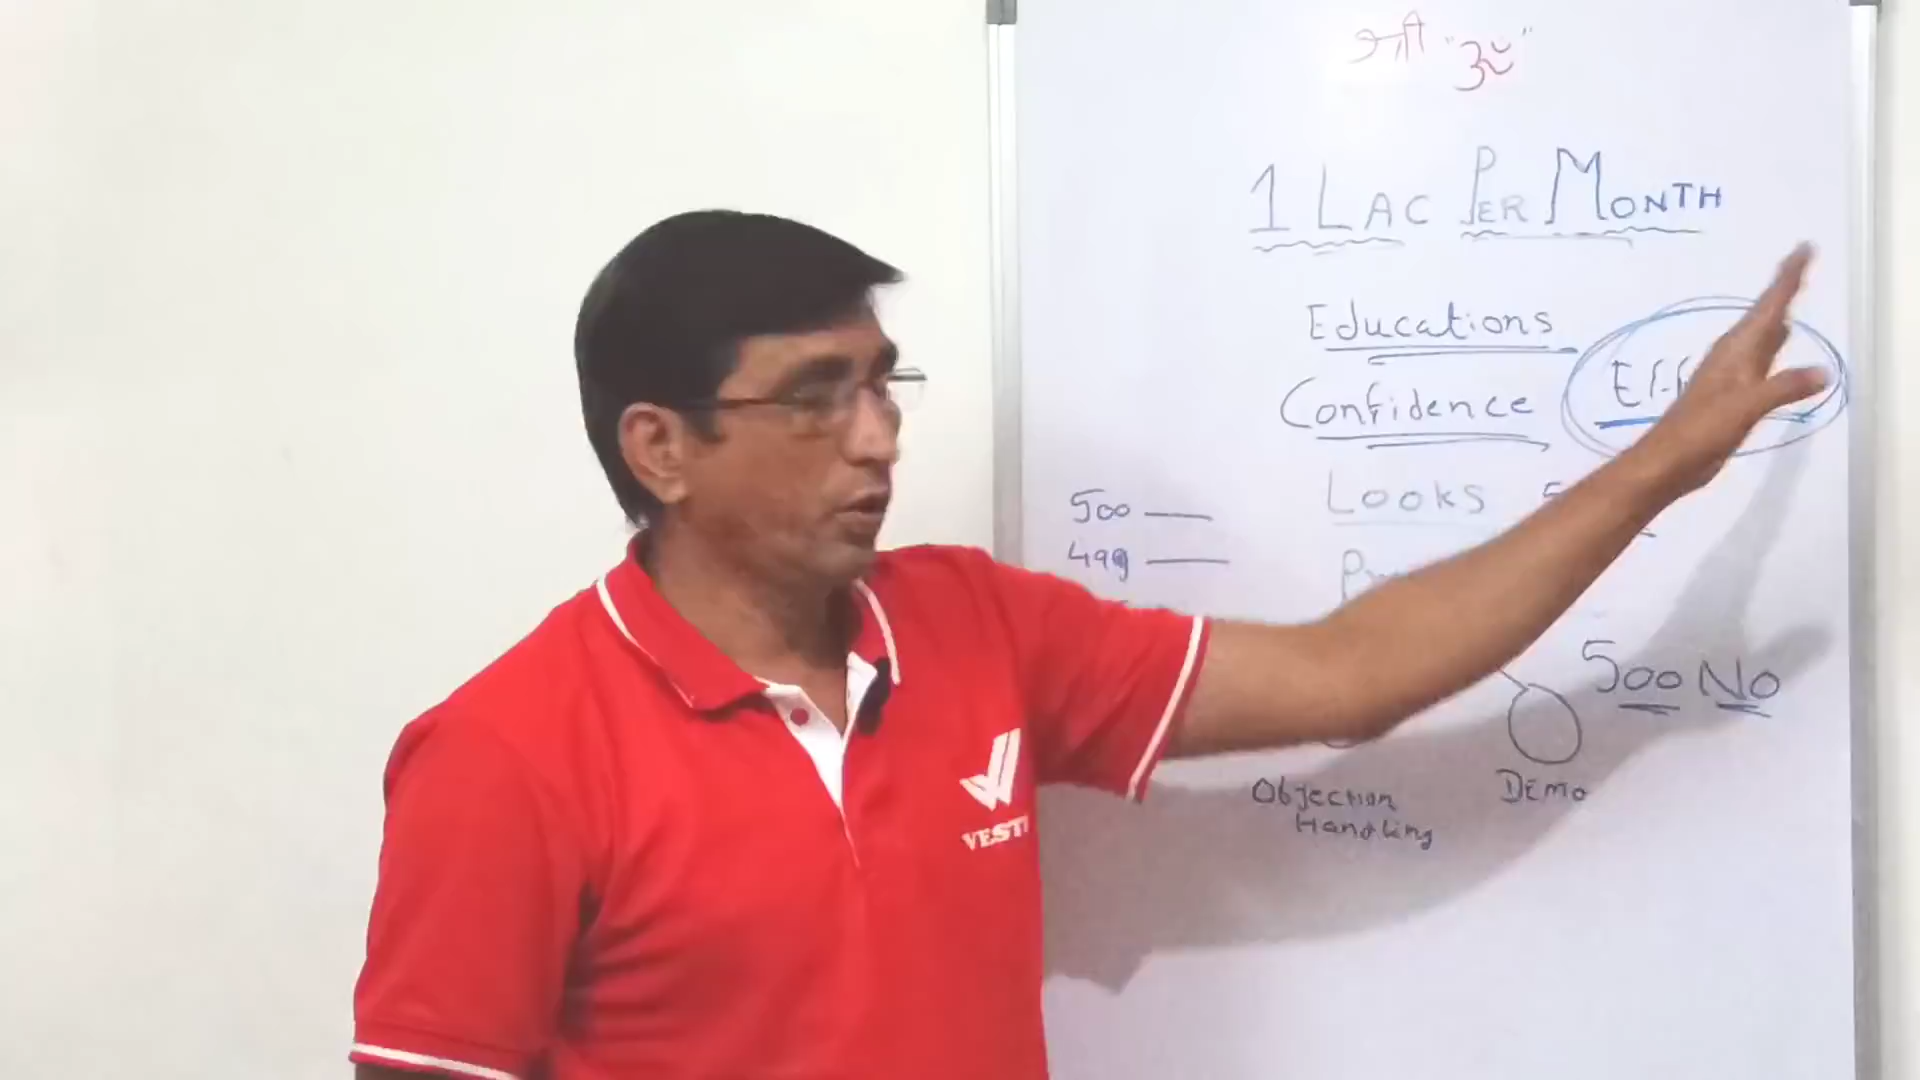 श्री "ॐ"
1 LAC PER MONTH
Educations
Confidence
Looks
500
499
500 No
Objection
Handling
DEMO
VESTI